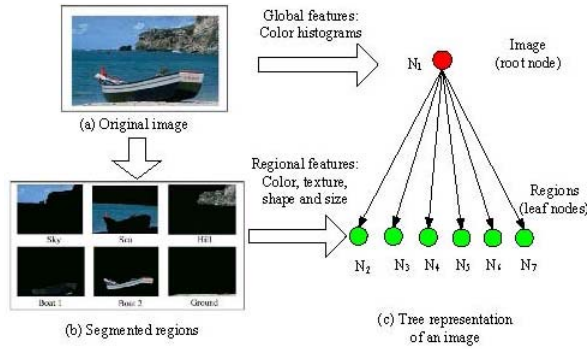 Global features:
Color histograms
N1
Image
(root node)
(a) Original image
Regional features:
Color, texture,
shape and size
Regions
(leaf nodes)
Sky
Sea
Hill
Boat 1
Boat 2
Ground
N2 N3 N4 N5 N6 N7
(b) Segmented regions
(c) Tree representation
of an image